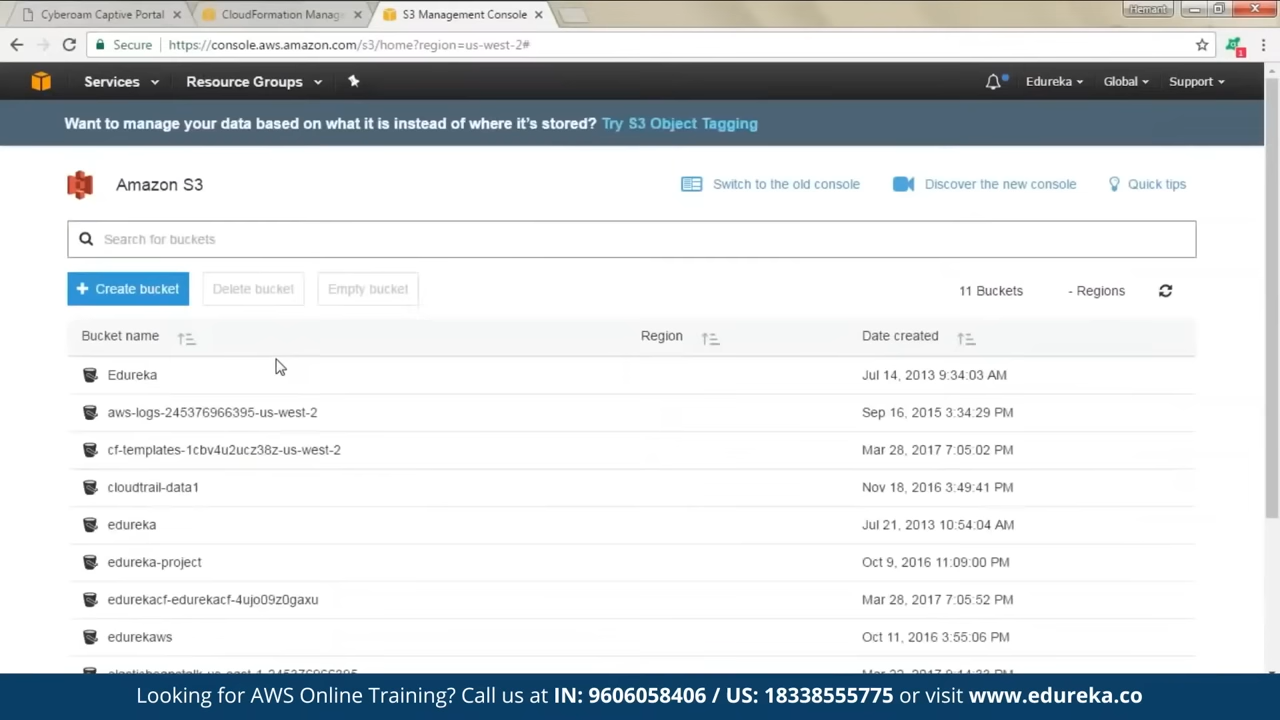 Cyberoam Captive Portal
CloudFormation Manag
S3 Management Console
Hemant
Secure
https://console.aws.amazon.com/s3/home?region=us-west-2#
1
Services
Resource Groups
Edureka
Global
Support
Want to manage your data based on what it is instead of where it's stored? Try S3 Object Tagging
Amazon S3
Switch to the old console
Discover the new console
Quick tips
Search for buckets
+ Create bucket
Delete bucket
Empty bucket
11 Buckets
- Regions
Bucket name
Region
Date created
Edureka
Jul 14, 2013 9:34:03 AM
aws-logs-245376966395-us-west-2
Sep 16, 2015 3:34:29 PM
cf-templates-1cbv4u2ucz38z-us-west-2
Mar 28, 2017 7:05:02 PM
cloudtrail-data1
Nov 18, 2016 3:49:41 PM
edureka
Jul 21, 2013 10:54:04 AM
edureka-project
Oct 9, 2016 11:09:00 PM
edurekacf-edurekacf-4ujo09z0gaxu
Mar 28, 2017 7:05:52 PM
edurekaws
Oct 11, 2016 3:55:06 PM
Looking for AWS Online Training? Call us at IN: 9606058406 / US: 18338555775 or visit www.edureka.co